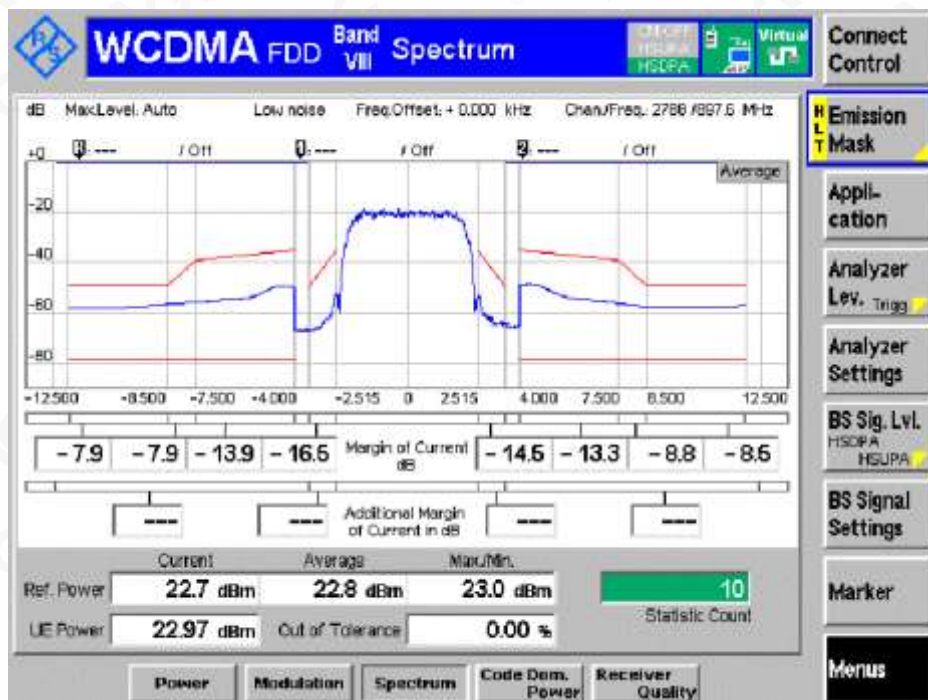 WCDMA FDD Band VIII Spectrum
HSDPA
Virtual
Connect Control
dB Max.Level: Auto Low noise Freq.Offset: + 0.000 kHz Chan./Freq.: 2788 /897.6 MHz
+0 --- / Off --- / Off 2: --- / Off
Average
-20
-40
-60
-80
-12.500 -8.500 -7.500 -4.000 -2.515 0 2.515 4.000 7.500 8.500 12.500
-7.9 -7.9 -13.9 -16.5 Margin of Current dB -14.5 -13.3 -8.8 -8.5
--- --- Additional Margin of Current in dB --- ---
Current Average Max./Min.
Ref. Power 22.7 dBm 22.8 dBm 23.0 dBm 10
Statistic Count
UE Power 22.97 dBm Out of Tolerance 0.00 %
Power Modulation Spectrum Code Dom. Power Receiver Quality
HLT
Emission Mask
Appli-
cation
Analyzer
Lev. Trigg
Analyzer
Settings
BS Sig. Lvl.
HSDPA
HSUPA
BS Signal
Settings
Marker
Menus